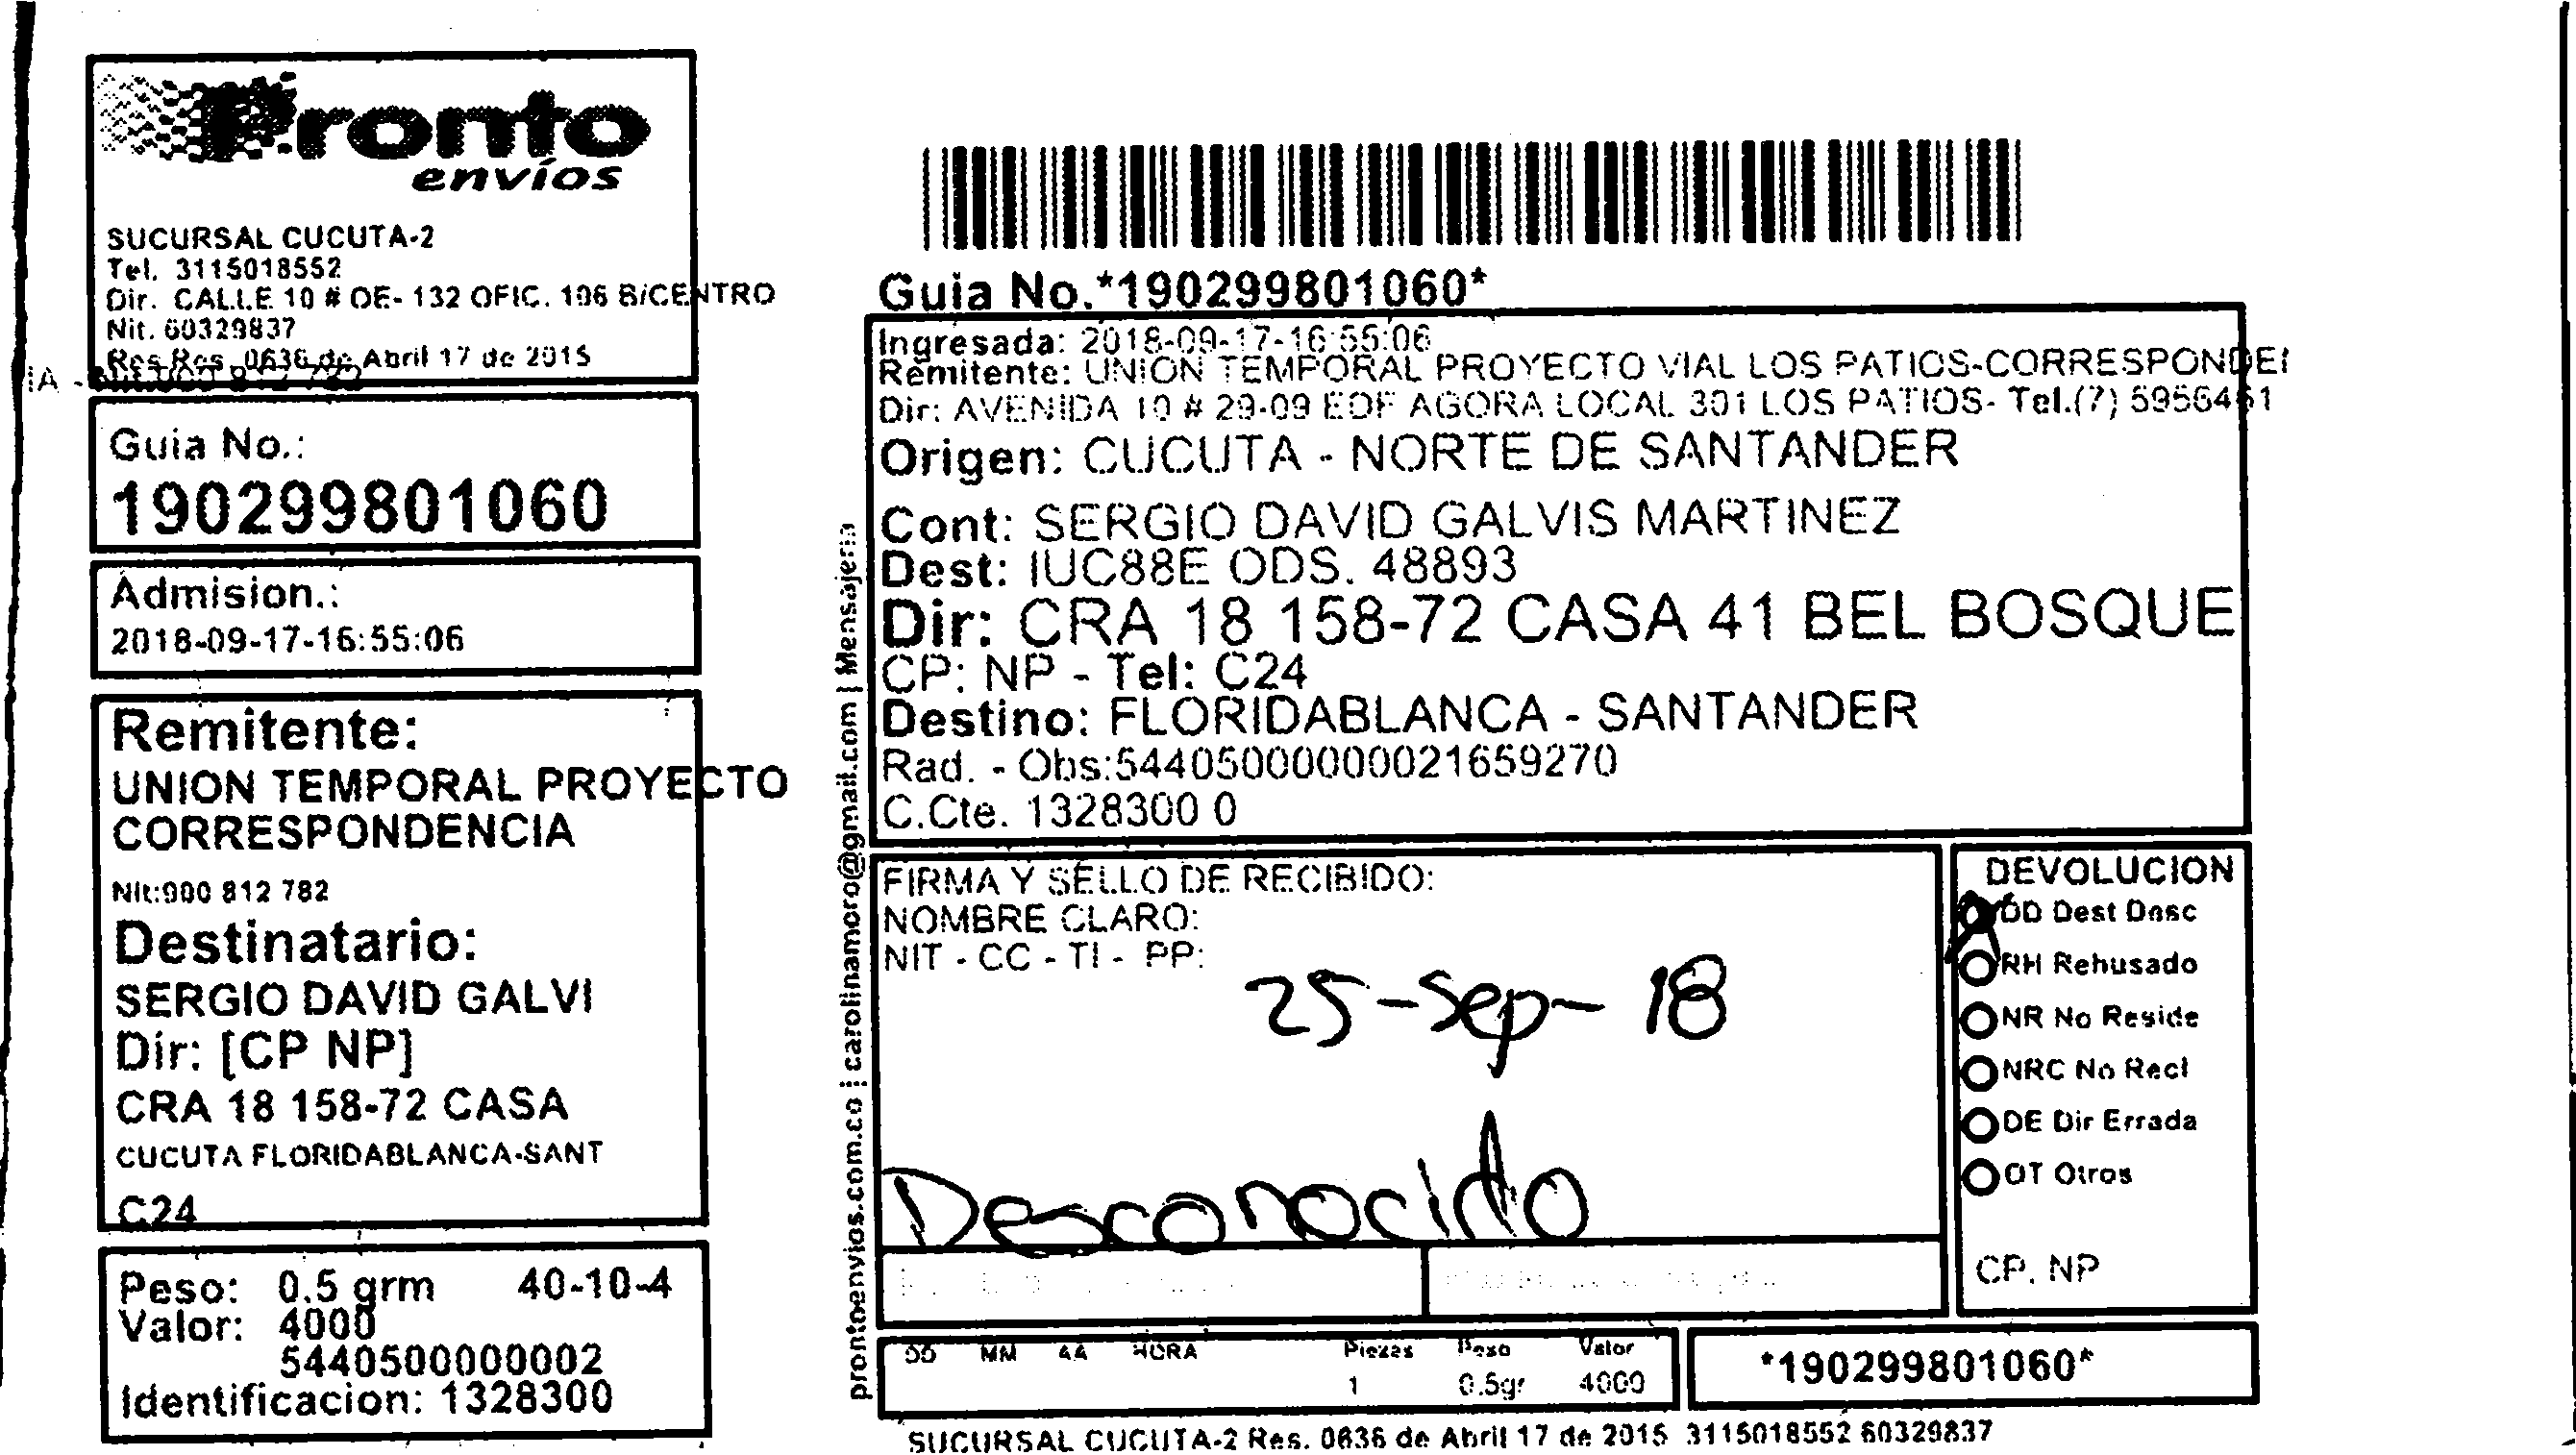 Pronto
envíos
SUCURSAL CUCUTA-2
Tel. 3115018552
Dir. CALLE 10 # OE- 132 OFIC. 106 B/CENTRO
Nit. 60329837
Res Res. 0636 de Abril 17 de 2015
IA -
Guia No.:
190299801060
Admision.:
2018-09-17-16:55:06
Remitente:
UNION TEMPORAL PROYECTO
CORRESPONDENCIA
Nit:900 812 782
Destinatario:
SERGIO DAVID GALVI
Dir: [CP NP]
CRA 18 158-72 CASA
CUCUTA FLORIDABLANCA-SANT
C24
Peso: 0.5 grm 40-10-4
Valor: 4000
5440500000002
Identificacion: 1328300
prontoenvios.com.co | carolinamoro@gmail.com | Mensajeria
Guia No.*190299801060*
Ingresada: 2018-09-17-16:55:06
Remitente: UNION TEMPORAL PROYECTO VIAL LOS PATIOS-CORRESPONDEI
Dir: AVENIDA 10 # 29-09 EDF AGORA LOCAL 301 LOS PATIOS- Tel.(7) 5956461
Origen: CUCUTA - NORTE DE SANTANDER
Cont: SERGIO DAVID GALVIS MARTINEZ
Dest: IUC88E ODS. 48893
Dir: CRA 18 158-72 CASA 41 BEL BOSQUE
CP: NP - Tel: C24
Destino: FLORIDABLANCA - SANTANDER
Rad. - Obs:544050000000021659270
C.Cte. 1328300 0
FIRMA Y SELLO DE RECIBIDO:
NOMBRE CLARO:
NIT - CC - TI - PP:
25-Sep-18
Desconocido
DEVOLUCION
DD Dest Desc
RH Rehusado
NR No Reside
NRC No Recl
DE Dir Errada
OT Otros
CP. NP
DD MM AA HORA Piezas Peso Valor
1 0.5gr 4000
*190299801060*
SUCURSAL CUCUTA-2 Res. 0636 de Abril 17 de 2015 3115018552 60329837